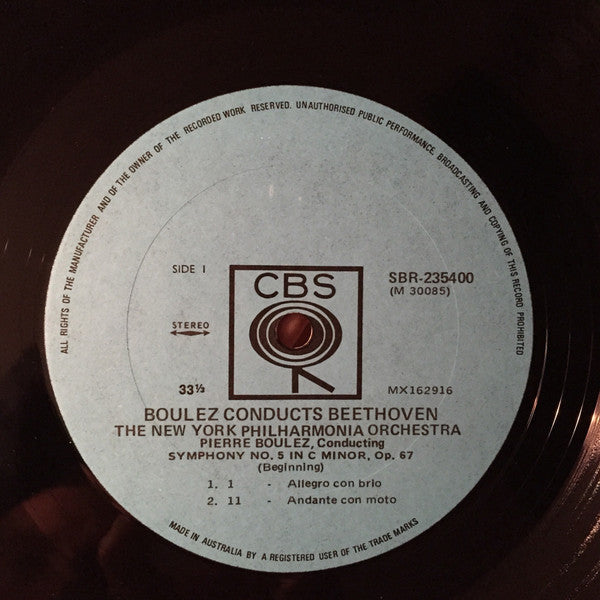 ALL RIGHTS OF THE MANUFACTURER AND OF THE OWNER OF THE RECORDED WORK RESERVED. UNAUTHORISED PUBLIC PERFORMANCE, BROADCASTING AND COPYING OF THIS RECORD PROHIBITED
SIDE I
CBS
SBR-235400
(M 30085)
STEREO
33⅓
MX162916
BOULEZ CONDUCTS BEETHOVEN
THE NEW YORK PHILHARMONIA ORCHESTRA
PIERRE BOULEZ, Conducting
SYMPHONY NO. 5 IN C MINOR, Op. 67
(Beginning)
1. 1 - Allegro con brio
2. 11 - Andante con moto
MADE IN AUSTRALIA BY A REGISTERED USER OF THE TRADE MARKS